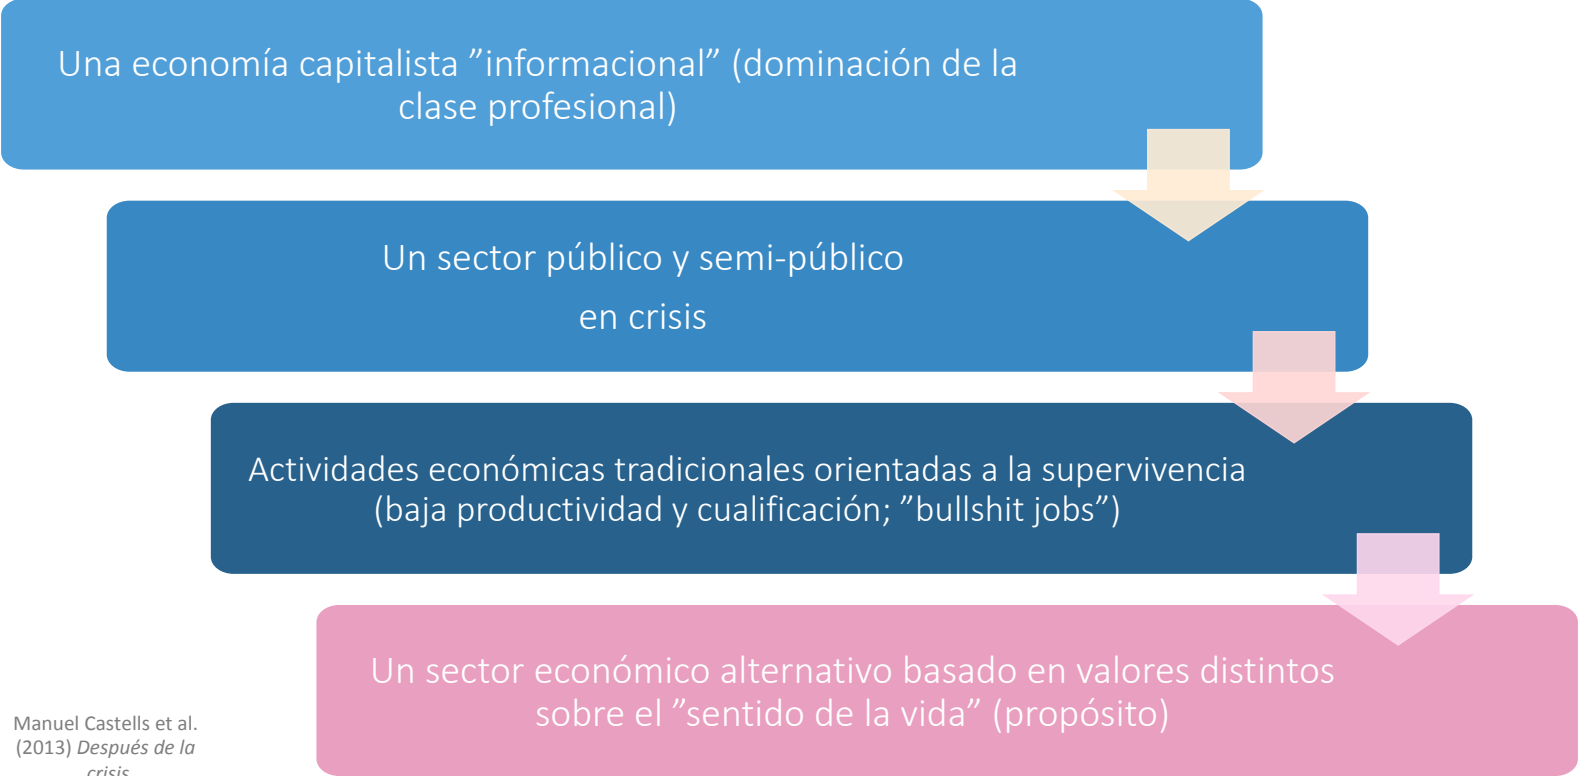 Una economía capitalista ”informacional” (dominación de la
clase profesional)
Un sector público y semi-público
en crisis
Actividades económicas tradicionales orientadas a la supervivencia
(baja productividad y cualificación; ”bullshit jobs”)
Un sector económico alternativo basado en valores distintos
sobre el ”sentido de la vida” (propósito)
Manuel Castells et al.
(2013) Después de la
crisis